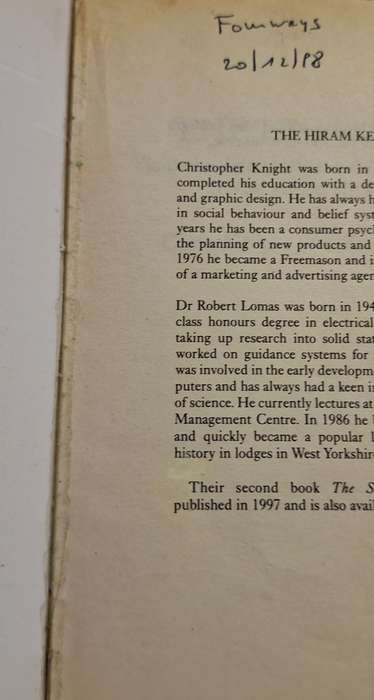 Fourways
20/12/98
THE HIRAM KE
Christopher Knight was born in
completed his education with a de
and graphic design. He has always h
in social behaviour and belief syst
years he has been a consumer psych
the planning of new products and
1976 he became a Freemason and i
of a marketing and advertising agen
Dr Robert Lomas was born in 194
class honours degree in electrical
taking up research into solid stat
worked on guidance systems for
was involved in the early developm
puters and has always had a keen in
of science. He currently lectures at
Management Centre. In 1986 he b
and quickly became a popular l
history in lodges in West Yorkshire
Their second book The S
published in 1997 and is also avail